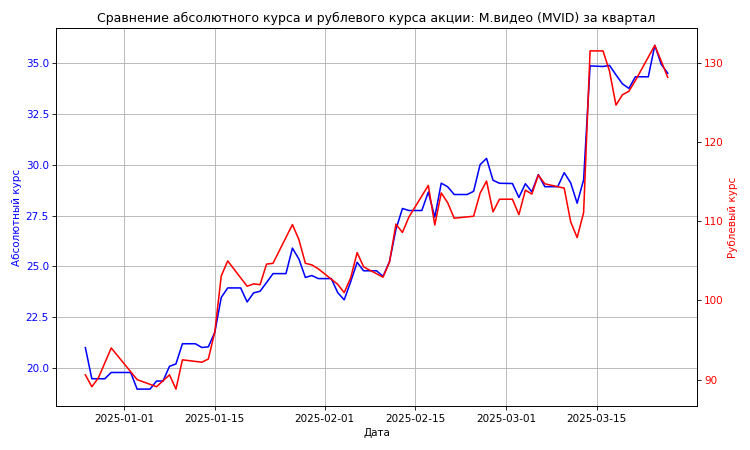 Сравнение абсолютного курса и рублевого курса акции: М.видео (MVID) за квартал
35.0
32.5
30.0
27.5
25.0
22.5
20.0
Абсолютный курс
130
120
110
100
90
Рублевый курс
2025-01-01 2025-01-15 2025-02-01 2025-02-15 2025-03-01 2025-03-15
Дата